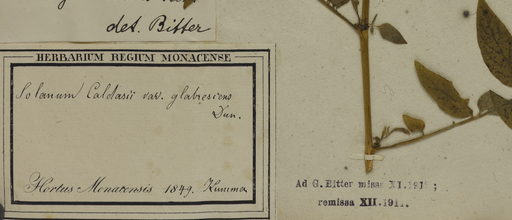 det. Bitter
HERBARIUM REGIUM MONACENSE
Solanum Caldasii var. glabrescens
Dun.
Hortus Monacensis 1849. Kummer
Ad G. Bitter missa XI.1911;
remissa XII.1911.